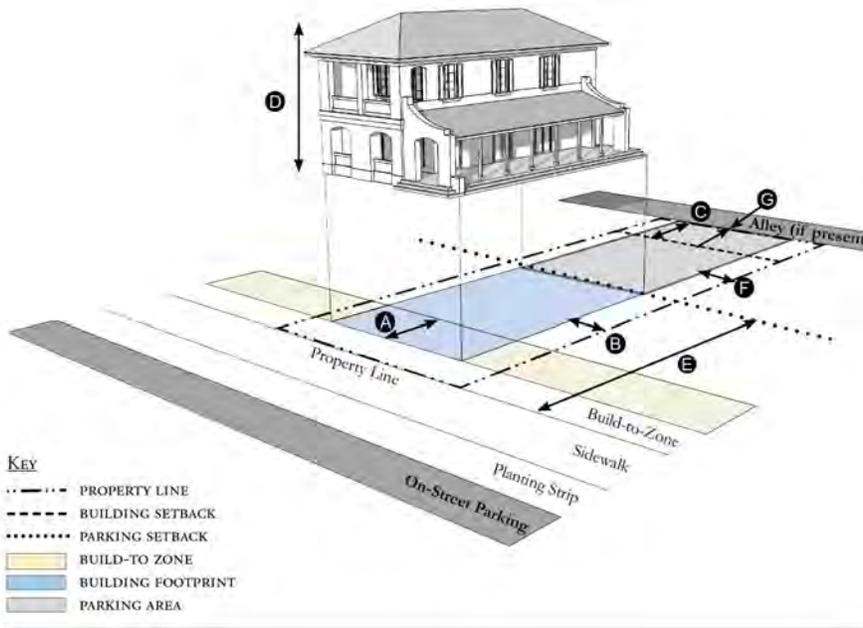 D
G
C
Alley (if present
F
A
B
E
Property Line
Build-to-Zone
Sidewalk
Planting Strip
On-Street Parking
KEY
PROPERTY LINE
BUILDING SETBACK
PARKING SETBACK
BUILD-TO ZONE
BUILDING FOOTPRINT
PARKING AREA